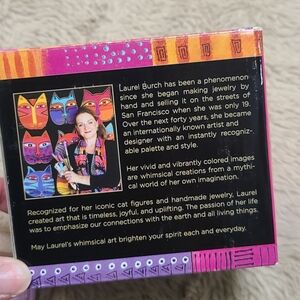 Laurel Burch has been a phenomenon
since she began making jewelry by
hand and selling it on the streets of
San Francisco when she was only 19.
Over the next forty years, she became
an internationally known artist and
designer with an instantly recogniz-
able palette and style.
Her vivid and vibrantly colored images
are whimsical creations from a mythi-
cal world of her own imagination.
Recognized for her iconic cat figures and handmade jewelry, Laurel
created art that is timeless, joyful, and uplifting. The passion of her life
was to emphasize our connections with the earth and all living things.
May Laurel's whimsical art brighten your spirit each and everyday.